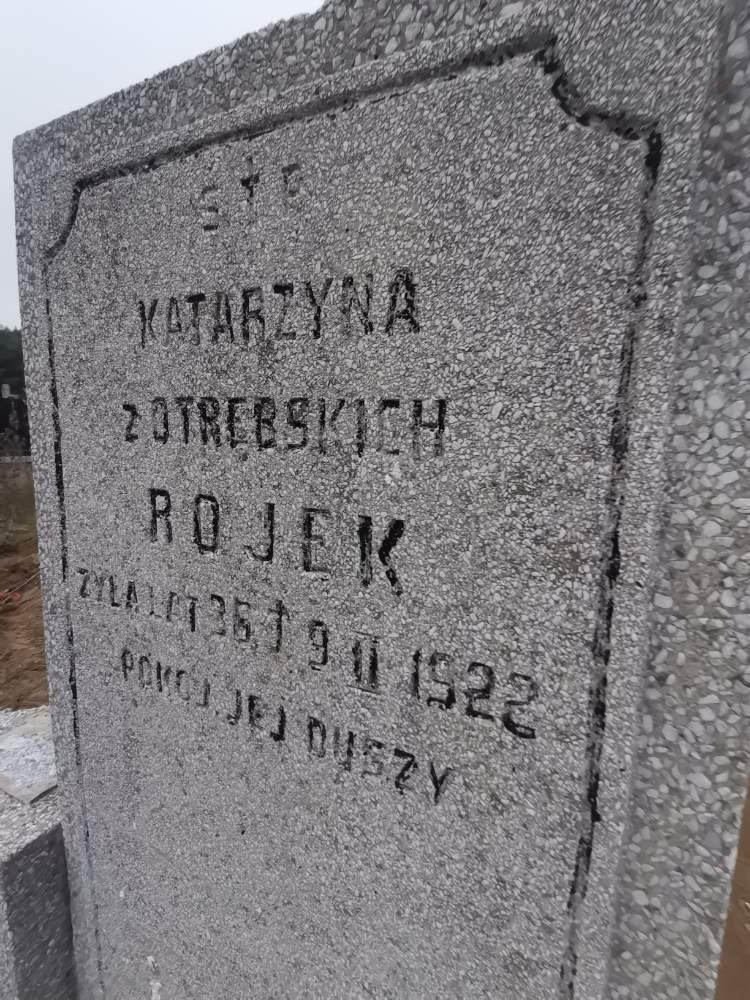 S † P
KATARZYNA
z OTRĘBSKICH
ROJEK
ŻYŁA LAT 36 † 9 II 1922
POKÓJ JEJ DUSZY